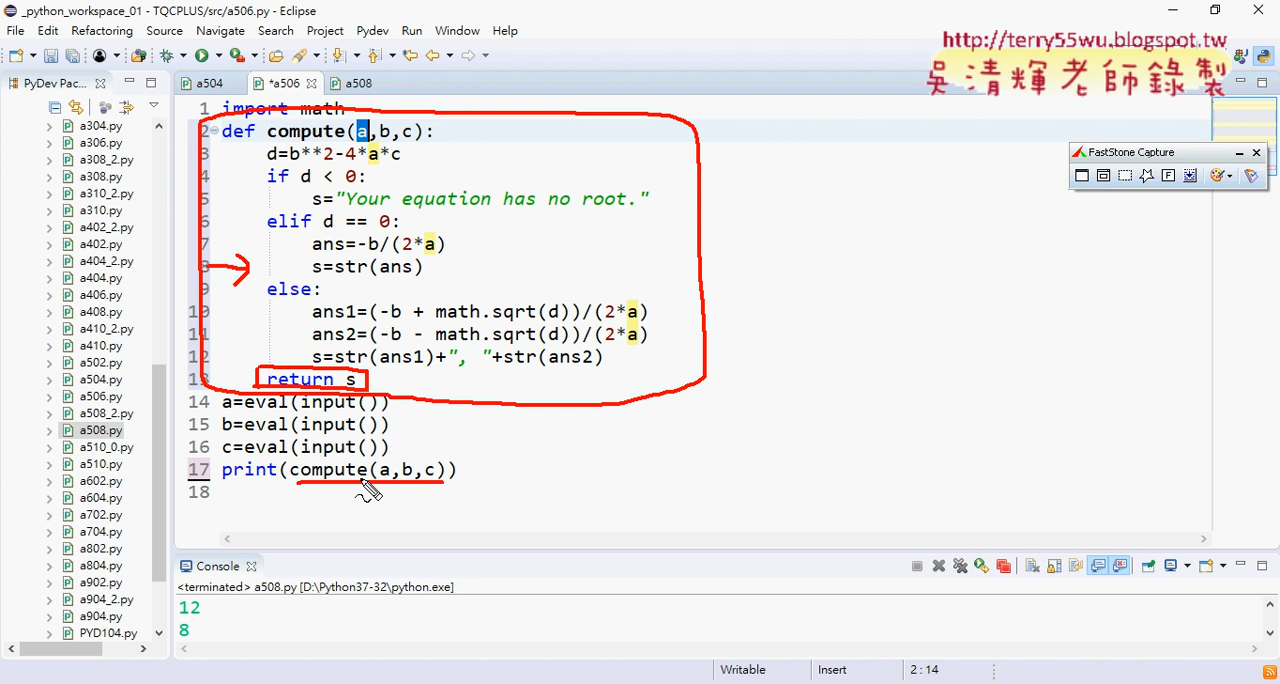 _python_workspace_01 - TQCPLUS/src/a506.py - Eclipse
File Edit Refactoring Source Navigate Search Project Pydev Run Window Help
http://terry55wu.blogspot.tw
吳清輝老師錄製
PyDev Pac...
a504
*a506
a508
FastStone Capture
a304.py
a306.py
a308_2.py
a308.py
a310_2.py
a310.py
a402_2.py
a402.py
a404_2.py
a404.py
a406.py
a408.py
a410_2.py
a410.py
a502.py
a504.py
a506.py
a508_2.py
a508.py
a510_0.py
a510.py
a602.py
a604.py
a702.py
a704.py
a802.py
a804.py
a902.py
a904_2.py
a904.py
PYD104.py
1 import math
2 def compute(a,b,c):
3 d=b**2-4*a*c
4 if d < 0:
5 s="Your equation has no root."
6 elif d == 0:
7 ans=-b/(2*a)
8 s=str(ans)
9 else:
10 ans1=(-b + math.sqrt(d))/(2*a)
11 ans2=(-b - math.sqrt(d))/(2*a)
12 s=str(ans1)+", "+str(ans2)
13 return s
14 a=eval(input())
15 b=eval(input())
16 c=eval(input())
17 print(compute(a,b,c))
18
Console
<terminated> a508.py [D:\Python37-32\python.exe]
12
8
Writable Insert 2 : 14